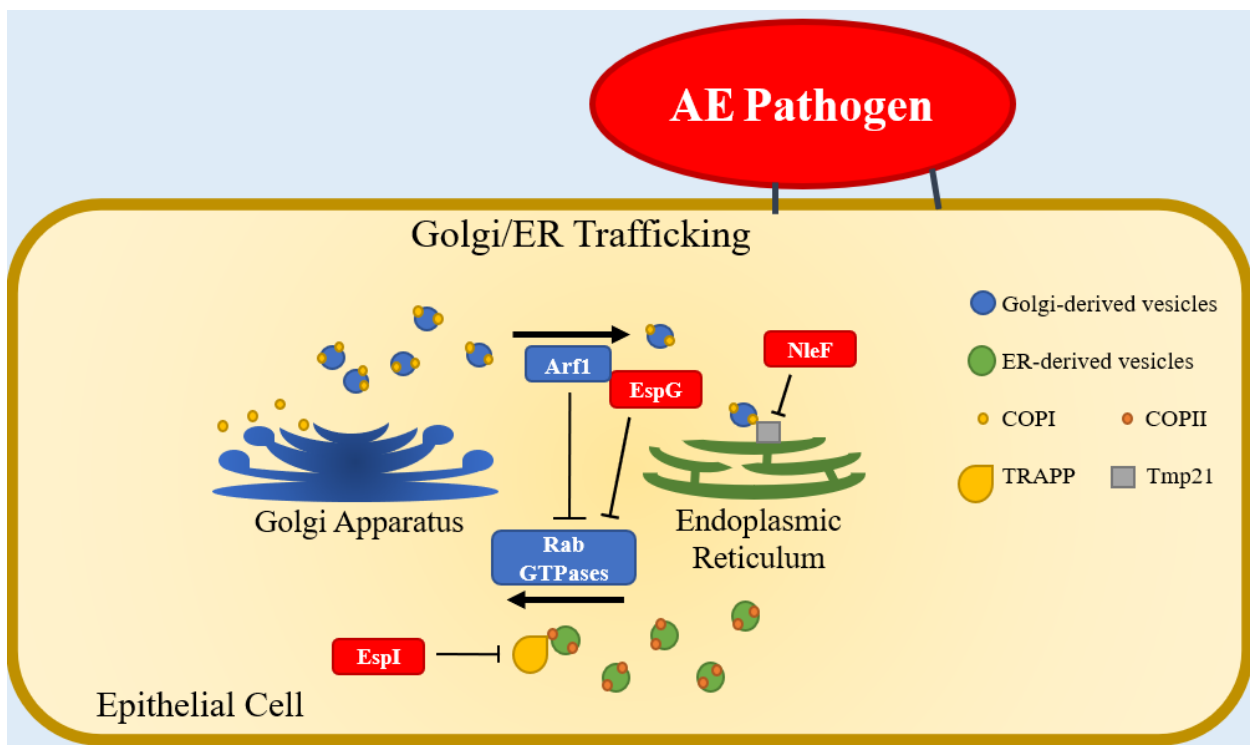 AE Pathogen
Golgi/ER Trafficking
Golgi-derived vesicles
ER-derived vesicles
COPI
COPII
TRAPP
Tmp21
Arf1
EspG
NleF
Golgi Apparatus
Endoplasmic
Reticulum
Rab
GTPases
EspI
Epithelial Cell